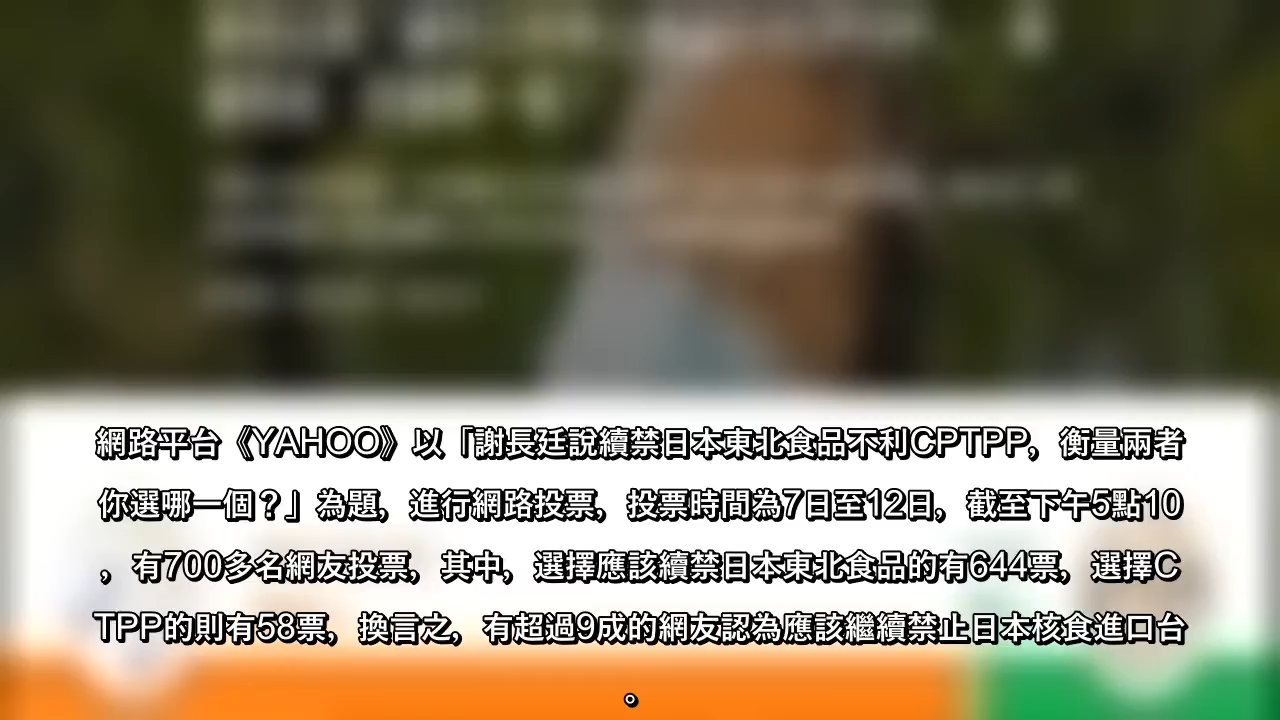 網路平台《YAHOO》以「謝長廷說續禁日本東北食品不利CPTPP，衡量兩者
你選哪一個？」為題，進行網路投票，投票時間為7日至12日，截至下午5點10
，有700多名網友投票，其中，選擇應該續禁日本東北食品的有644票，選擇C
TPP的則有58票，換言之，有超過9成的網友認為應該繼續禁止日本核食進口台
。